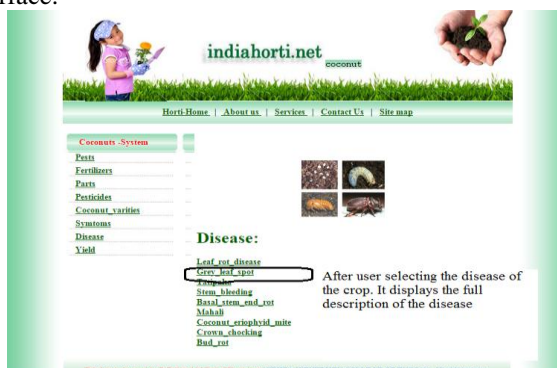 rface.
indiahorti.net
coconut
Horti-Home | About us | Services | Contact Us | Site map
Coconuts -System
Pests
Fertilizers
Parts
Pesticides
Coconut_varities
Symtoms
Disease
Yield
Disease:
Leaf_rot_disease
Grey_leaf_spot
Stem_bleeding
Basal_stem_end_rot
Mahali
Coconut_eriophyid_mite
Crown_chocking
Bud_rot
After user selecting the disease of
the crop. It displays the full
description of the disease